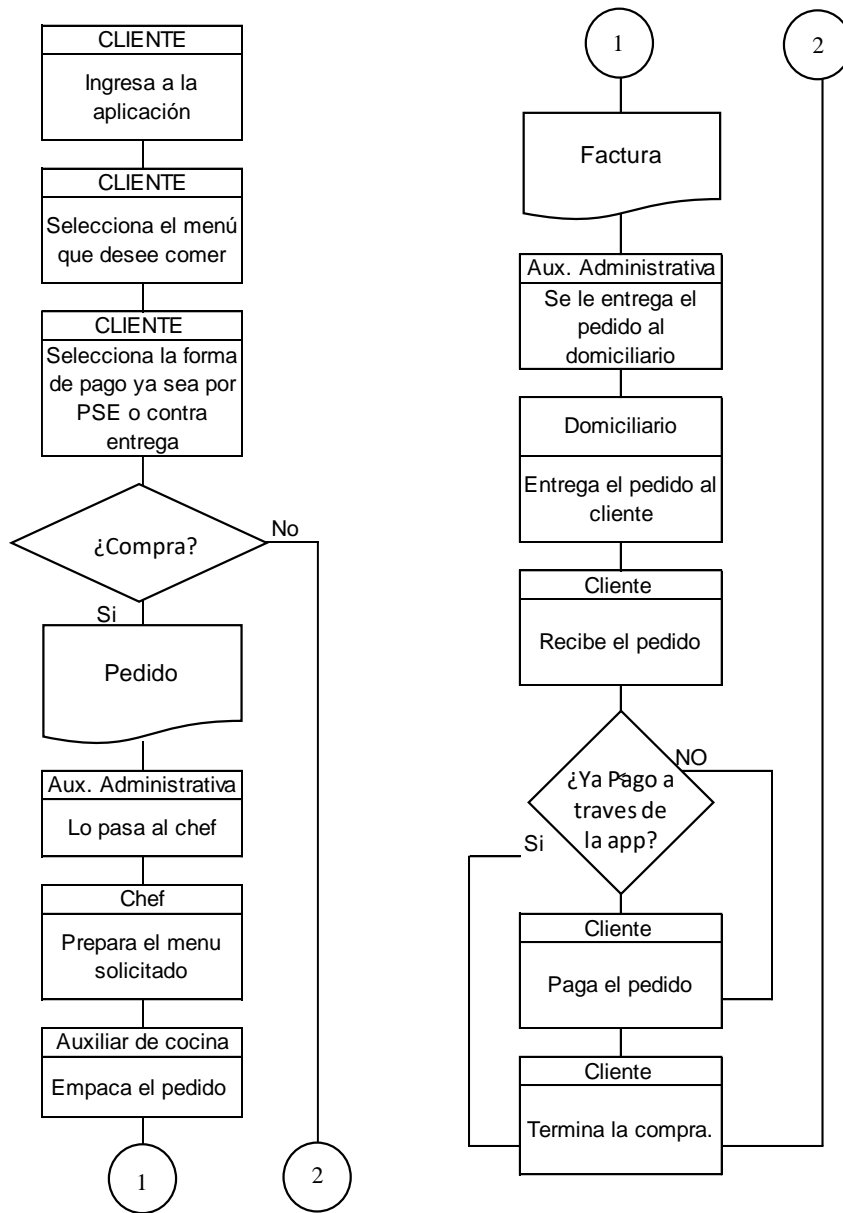 CLIENTE
Ingresa a la
aplicación
CLIENTE
Selecciona el menú
que desee comer
CLIENTE
Selecciona la forma
de pago ya sea por
PSE o contra
entrega
¿Compra?
No
Si
Pedido
Aux. Administrativa
Lo pasa al chef
Chef
Prepara el menu
solicitado
Auxiliar de cocina
Empaca el pedido
1
2
1
2
Factura
Aux. Administrativa
Se le entrega el
pedido al
domiciliario
Domiciliario
Entrega el pedido al
cliente
Cliente
Recibe el pedido
NO
¿Ya Pago a
traves de
la app?
Si
Cliente
Paga el pedido
Cliente
Termina la compra.